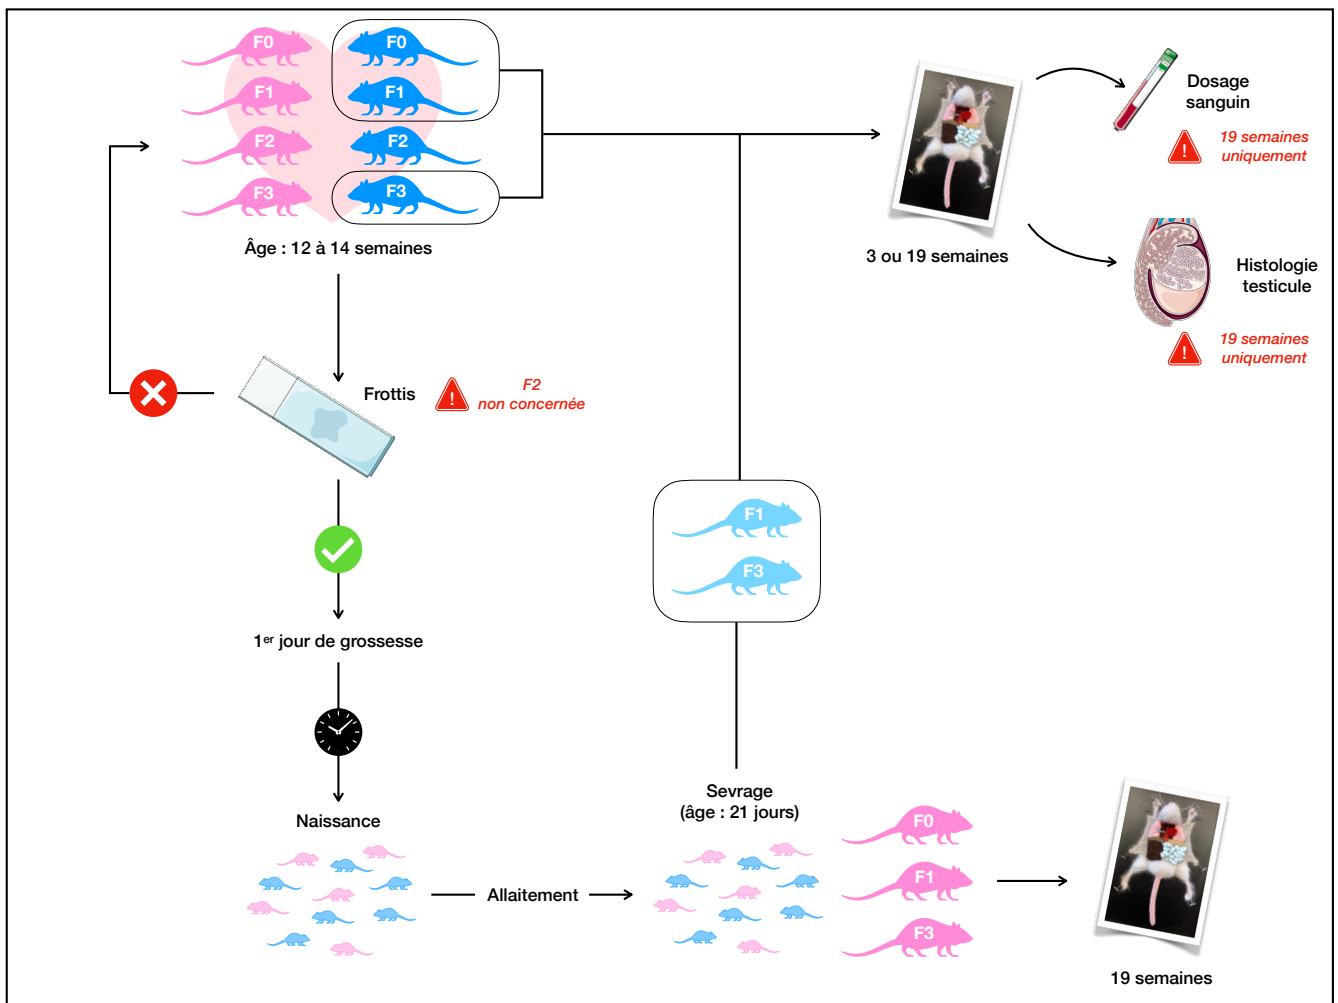 F0
F0
F1
F1
F2
F2
F3
F3
Âge : 12 à 14 semaines
3 ou 19 semaines
Dosage
sanguin
!
19 semaines
uniquement
Histologie
testicule
!
19 semaines
uniquement
Frottis
!
F2
non concernée
F1
F3
1er jour de grossesse
Naissance
Allaitement
Sevrage
(âge : 21 jours)
F0
F1
F3
19 semaines